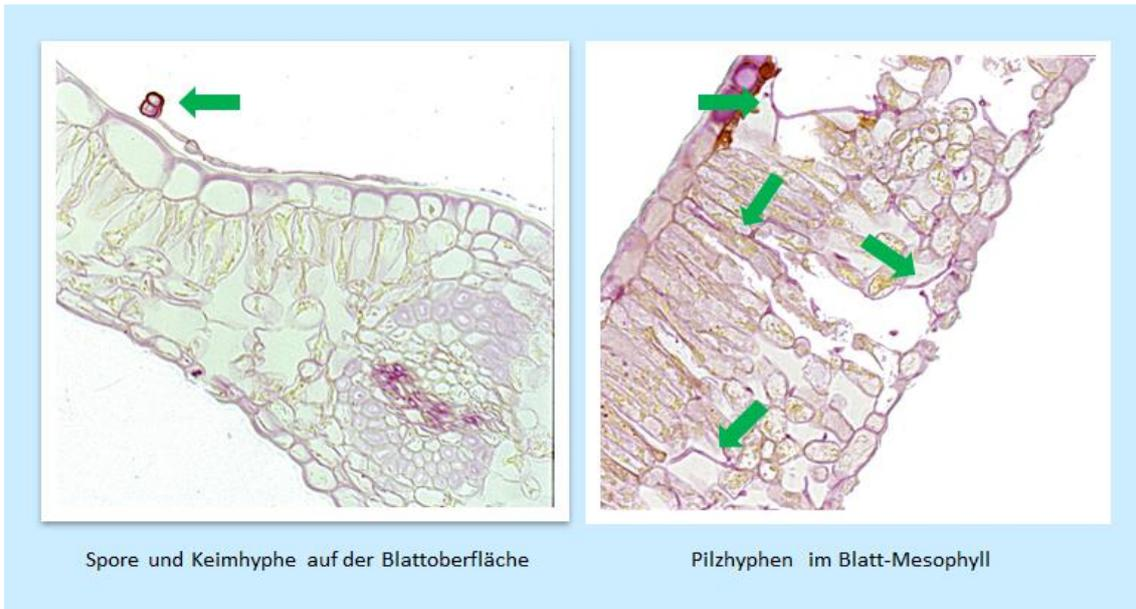 Spore und Keimhyphe auf der Blattoberfläche
Pilzhyphen im Blatt-Mesophyll